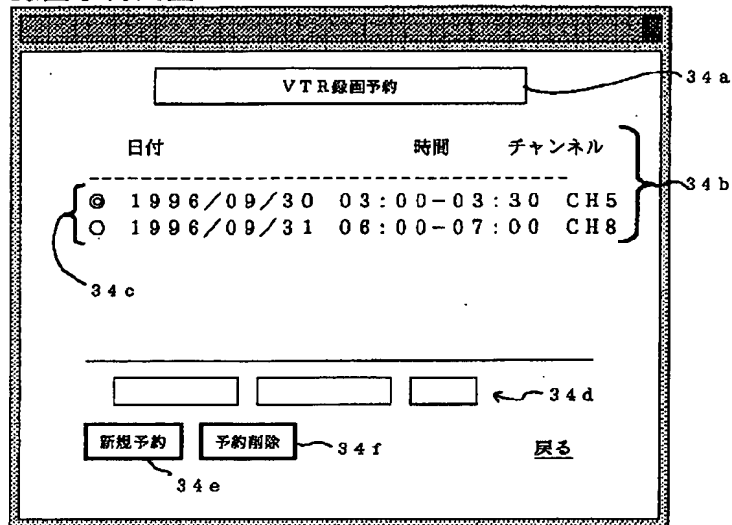 VTR録画予約
34a
日付 時間 チャンネル
34b
◎ 1996/09/30 03:00-03:30 CH5
○ 1996/09/31 06:00-07:00 CH8
34c
34d
新規予約 予約削除 34f 戻る
34e